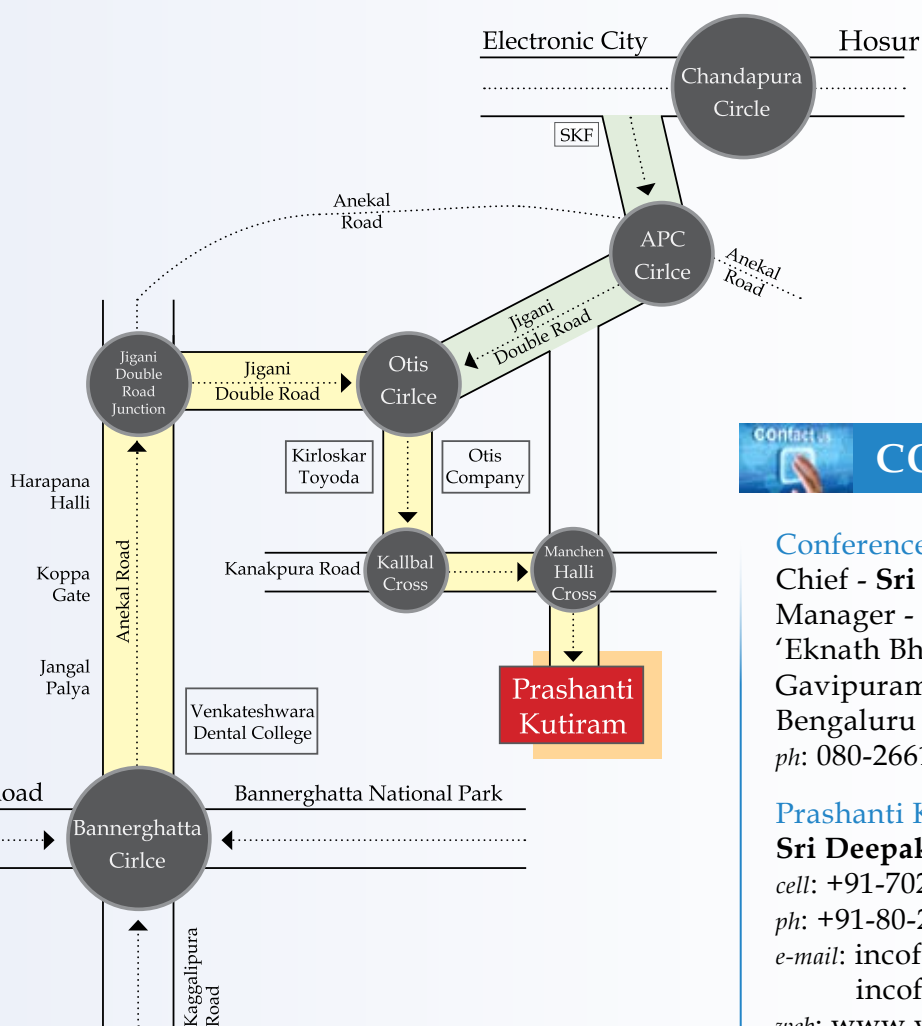 Electronic City
Hosur
Chandapura
Circle
SKF
Anekal
Road
APC
Cirlce
Anekal
Road
Jigani
Double Road
Jigani
Double
Road
Junction
Jigani
Double Road
Otis
Cirlce
Kirloskar
Toyoda
Otis
Company
Contact us
Harapana
Halli
Koppa
Gate
Jangal
Palya
Anekal Road
Kanakpura Road
Kallbal
Cross
Manchen
Halli
Cross
Prashanti
Kutiram
Venkateshwara
Dental College
Bannerghatta National Park
Bannerghatta
Cirlce
Kaggalipura
Road
CO
Conference
Chief - Sri
Manager -
‘Eknath Bh
Gavipuram
Bengaluru
ph: 080-266
Prashanti K
Sri Deepak
cell: +91-702
ph: +91-80-2
e-mail: incof
incof